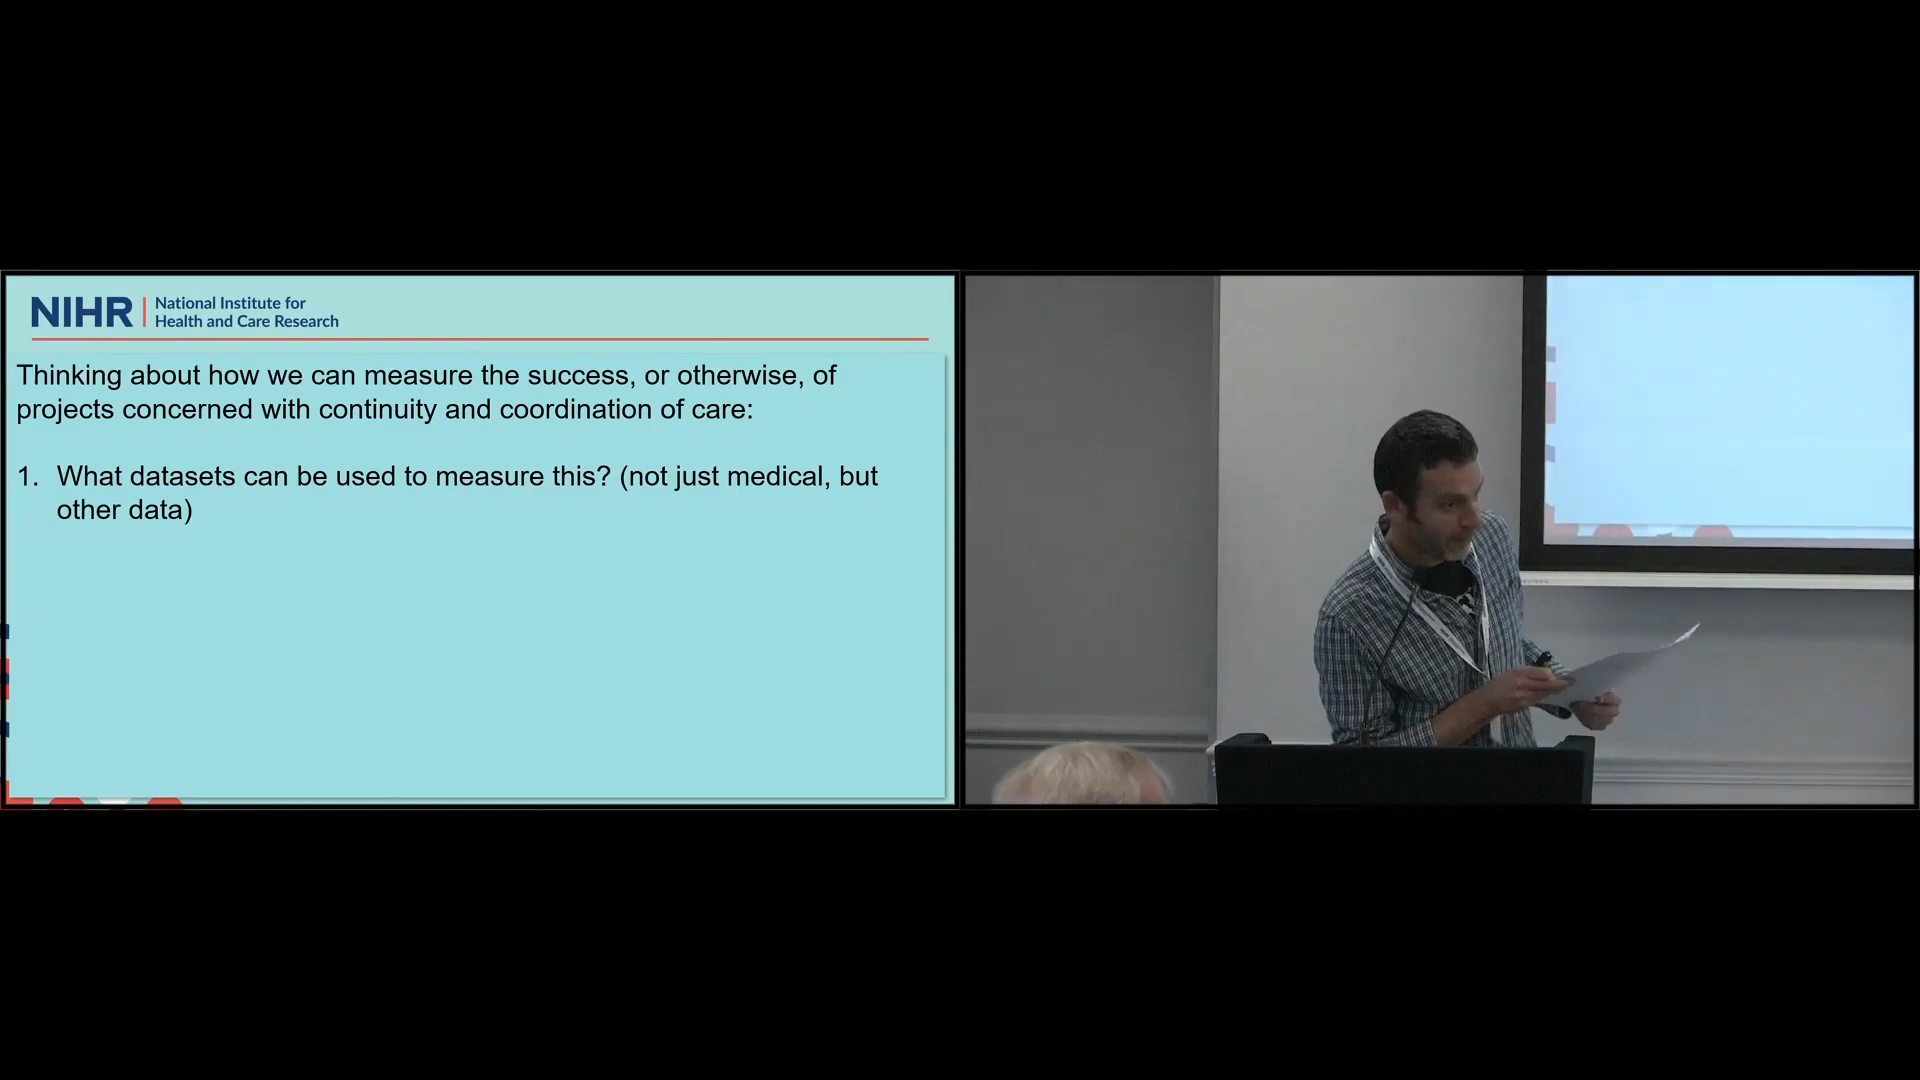 NIHR
National Institute for
Health and Care Research
Thinking about how we can measure the success, or otherwise, of
projects concerned with continuity and coordination of care:
1. What datasets can be used to measure this? (not just medical, but
other data)